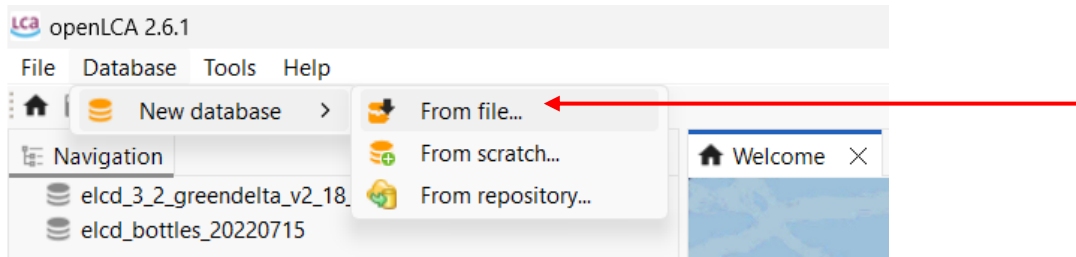 LCA openLCA 2.6.1
File Database Tools Help
New database > From file...
Navigation From scratch... Welcome
elcd_3_2_greendelta_v2_18_ From repository...
elcd_bottles_20220715